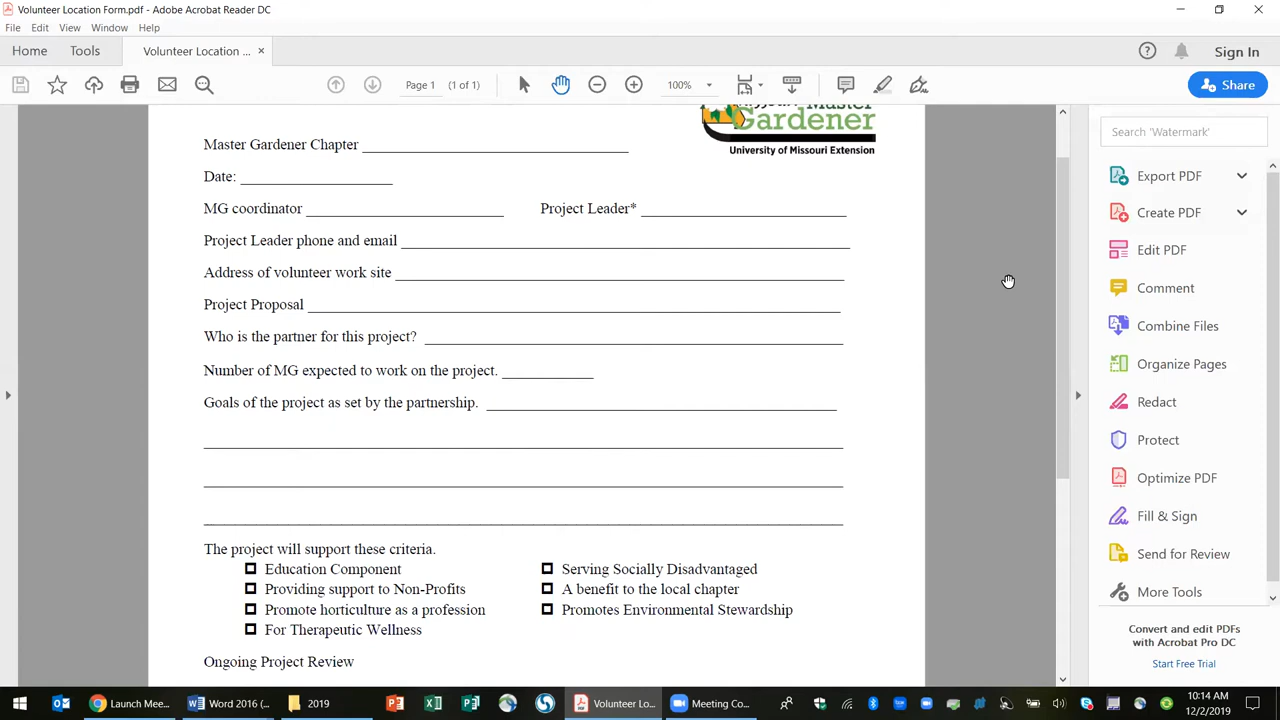 Volunteer Location Form.pdf - Adobe Acrobat Reader DC
File Edit View Window Help
Home Tools Volunteer Location ... × Sign In
Page 1 (1 of 1) 100% Share
Gardener
University of Missouri Extension
Master Gardener Chapter
Date:
MG coordinator Project Leader*
Project Leader phone and email
Address of volunteer work site
Project Proposal
Who is the partner for this project?
Number of MG expected to work on the project.
Goals of the project as set by the partnership.
The project will support these criteria.
Education Component Serving Socially Disadvantaged
Providing support to Non-Profits A benefit to the local chapter
Promote horticulture as a profession Promotes Environmental Stewardship
For Therapeutic Wellness
Ongoing Project Review
Search 'Watermark'
Export PDF
Create PDF
Edit PDF
Comment
Combine Files
Organize Pages
Redact
Protect
Optimize PDF
Fill & Sign
Send for Review
More Tools
Convert and edit PDFs
with Acrobat Pro DC
Start Free Trial
Launch Mee... Word 2016 (... 2019 Volunteer Lo... Meeting Co...
10:14 AM
12/2/2019